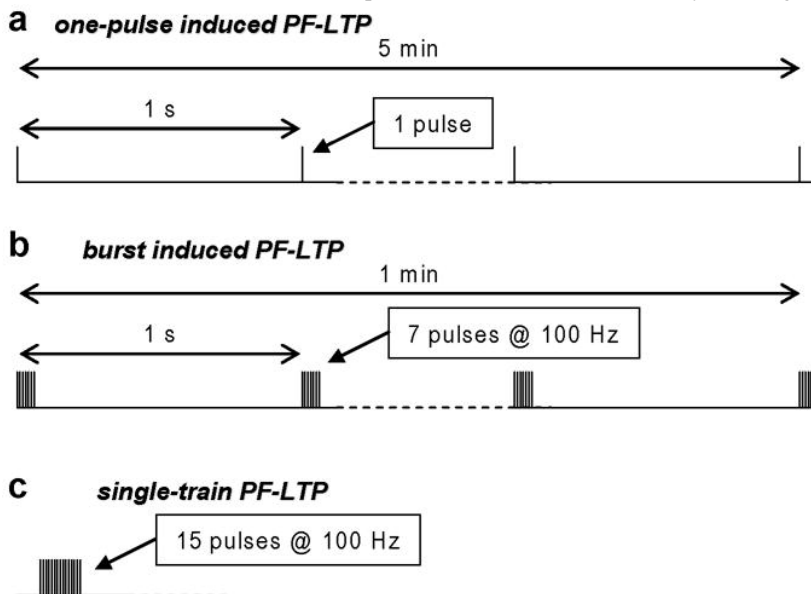 a one-pulse induced PF-LTP
5 min
1 s
1 pulse
b burst induced PF-LTP
1 min
7 pulses @ 100 Hz
1 s
c single-train PF-LTP
15 pulses @ 100 Hz